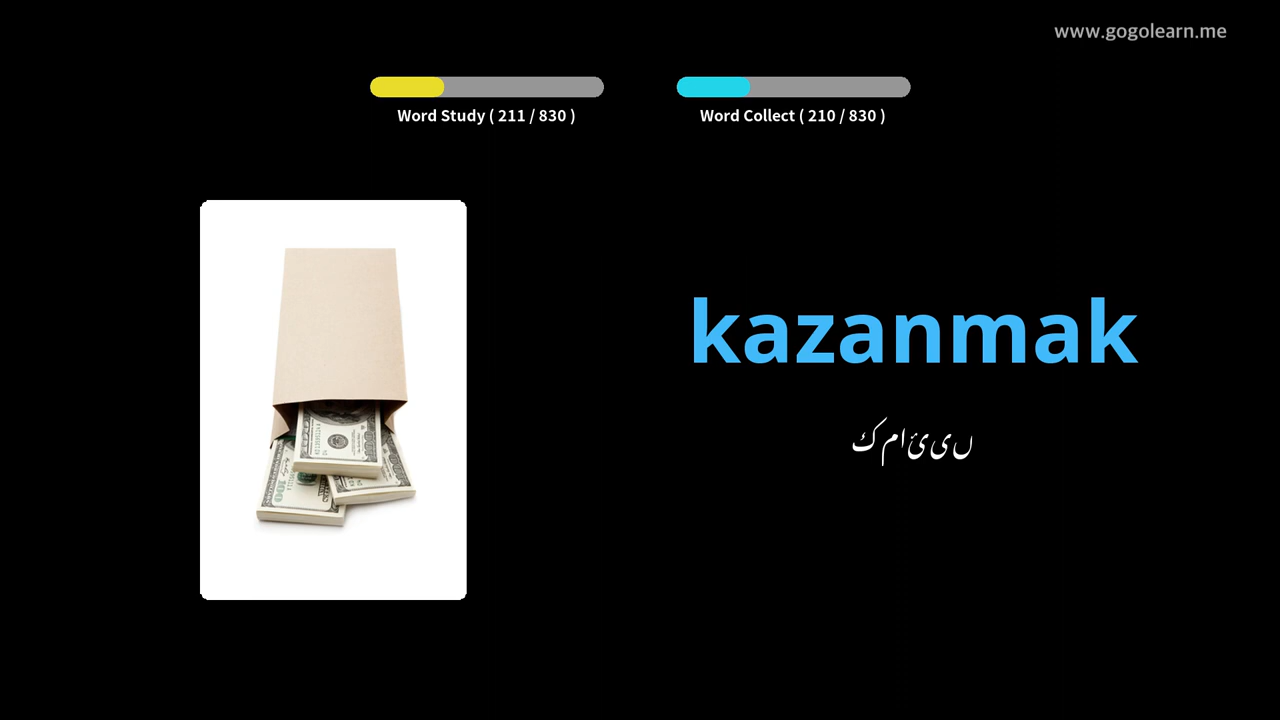 www.gogolearn.me
Word Study ( 211 / 830 )
Word Collect ( 210 / 830 )
kazanmak
کمائیں